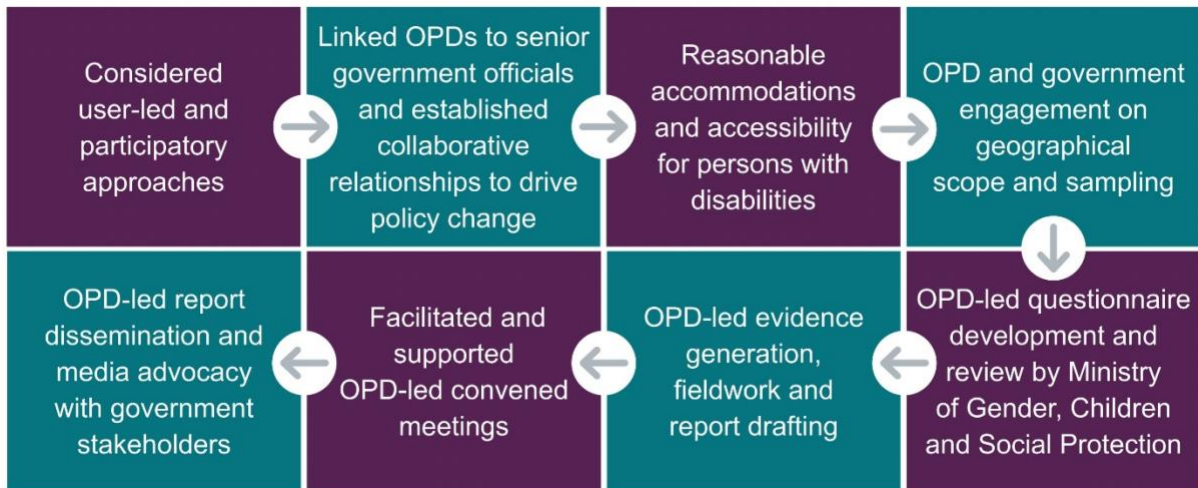 Considered
user-led and
participatory
approaches
Linked OPDs to senior
government officials
and established
collaborative
relationships to drive
policy change
Reasonable
accommodations
and accessibility
for persons with
disabilities
OPD and government
engagement on
geographical
scope and sampling
OPD-led questionnaire
development and
review by Ministry
of Gender, Children
and Social Protection
OPD-led evidence
generation,
fieldwork and
report drafting
Facilitated and
supported
OPD-led convened
meetings
OPD-led report
dissemination and
media advocacy
with government
stakeholders